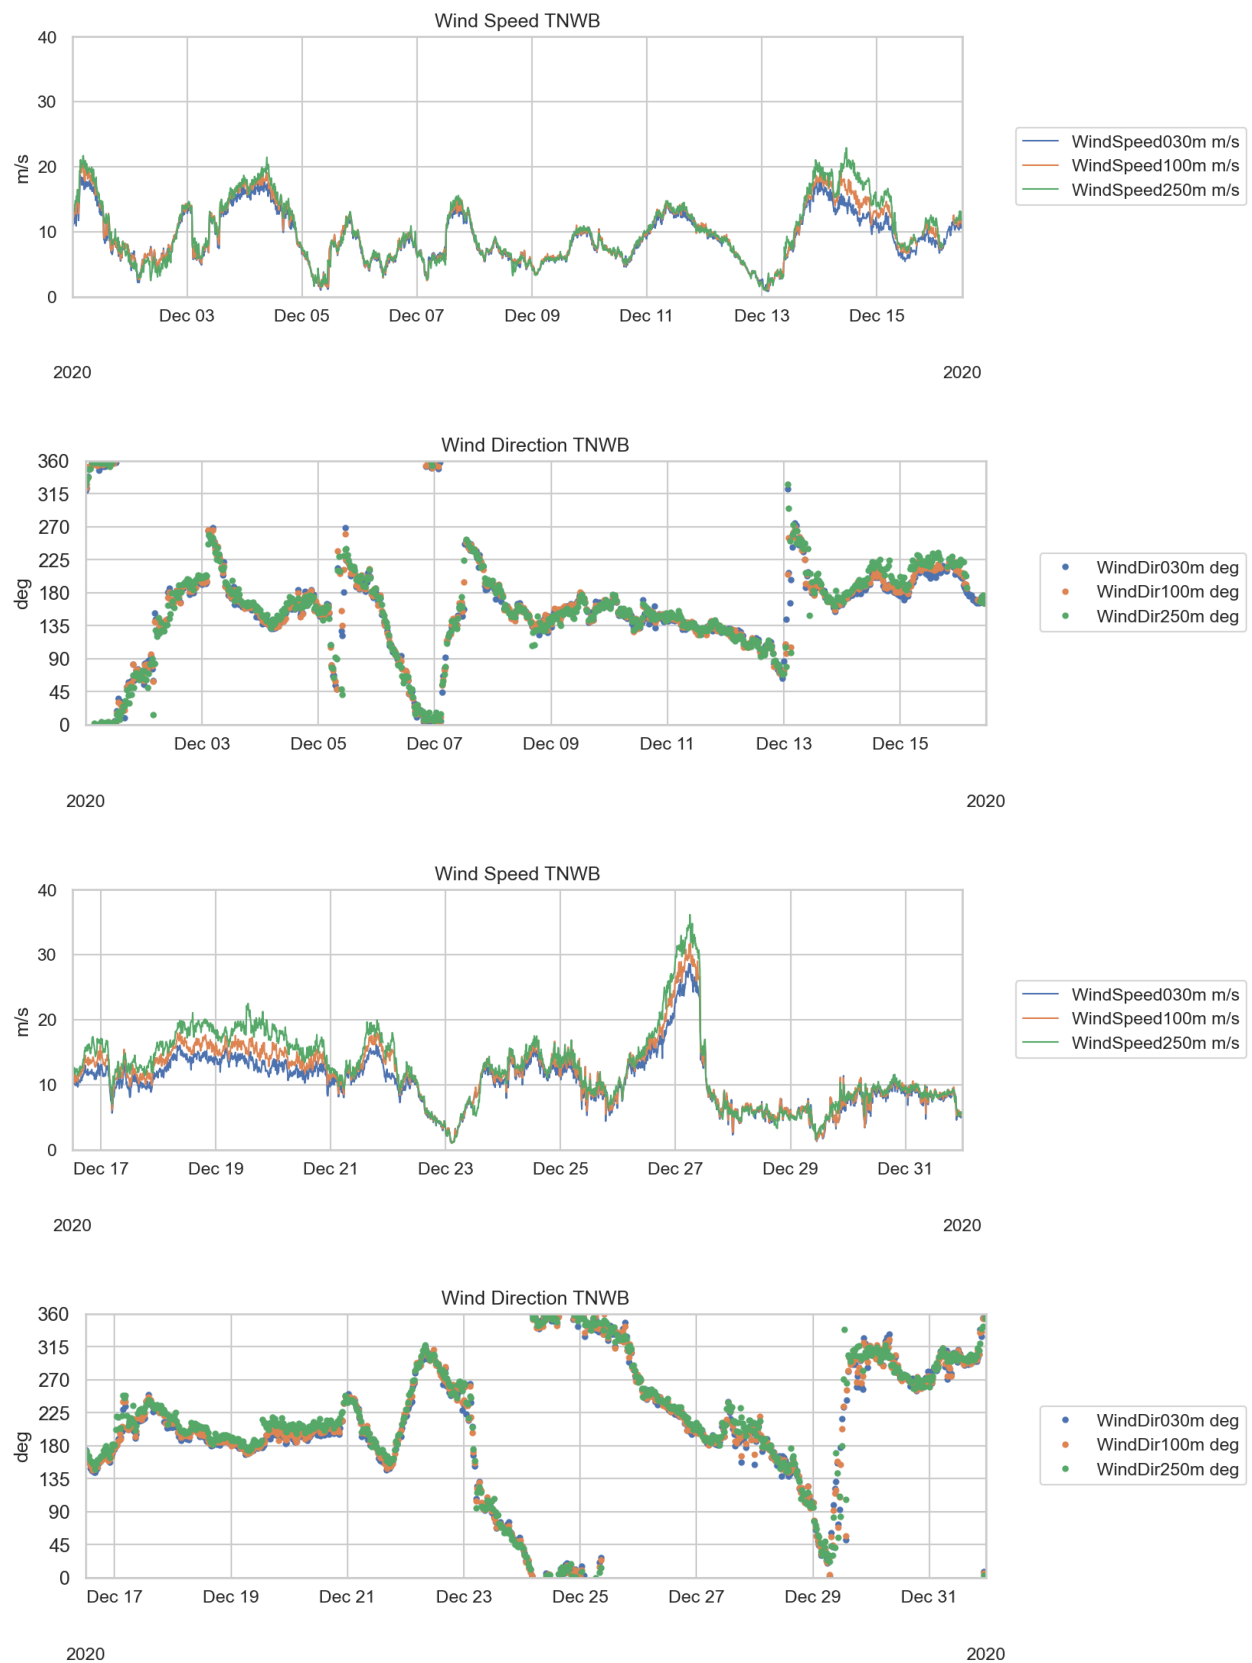 Wind Speed TNWB
40
30
20
10
0
m/s
Dec 03 Dec 05 Dec 07 Dec 09 Dec 11 Dec 13 Dec 15
2020 2020
WindSpeed030m m/s
WindSpeed100m m/s
WindSpeed250m m/s
Wind Direction TNWB
360
315
270
225
180
135
90
45
0
deg
Dec 03 Dec 05 Dec 07 Dec 09 Dec 11 Dec 13 Dec 15
2020 2020
WindDir030m deg
WindDir100m deg
WindDir250m deg
Wind Speed TNWB
40
30
20
10
0
m/s
Dec 17 Dec 19 Dec 21 Dec 23 Dec 25 Dec 27 Dec 29 Dec 31
2020 2020
WindSpeed030m m/s
WindSpeed100m m/s
WindSpeed250m m/s
Wind Direction TNWB
360
315
270
225
180
135
90
45
0
deg
Dec 17 Dec 19 Dec 21 Dec 23 Dec 25 Dec 27 Dec 29 Dec 31
2020 2020
WindDir030m deg
WindDir100m deg
WindDir250m deg